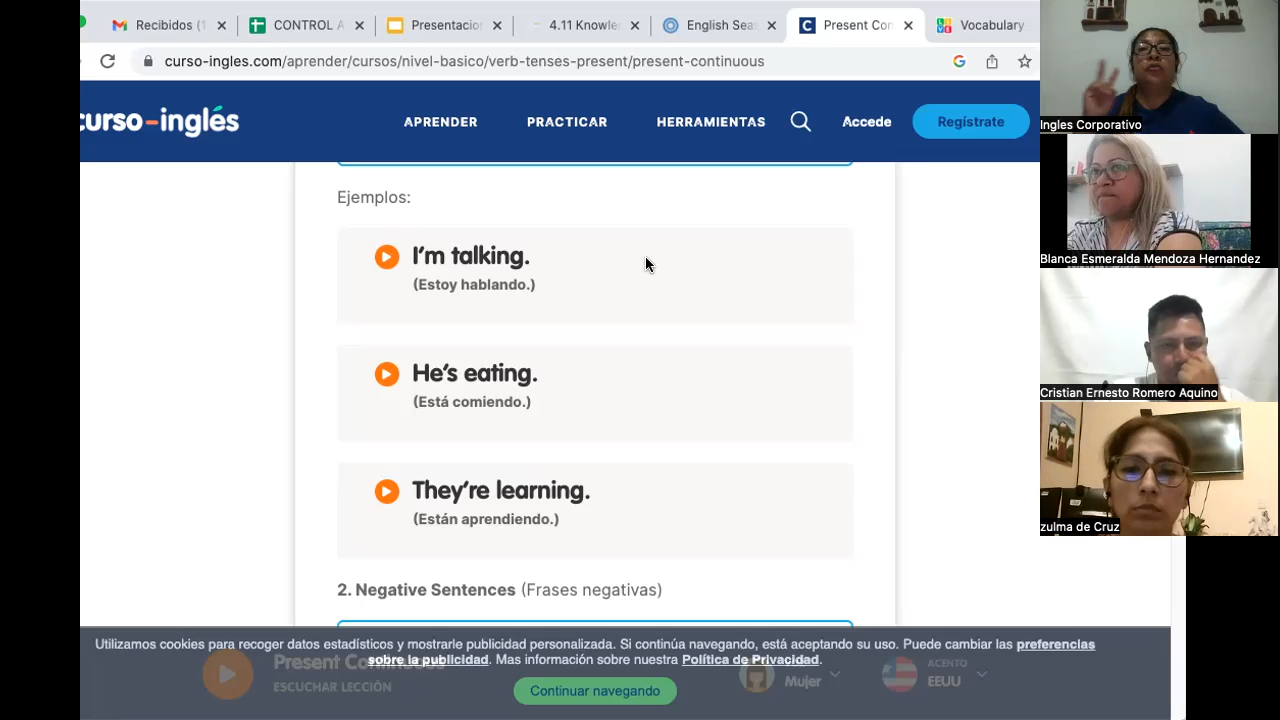 Recibidos (1
CONTROL A
Presentacion
4.11 Knowle
English Sea
Present Con
Vocabulary
curso-ingles.com/aprender/cursos/nivel-basico/verb-tenses-present/present-continuous
curso-inglés
APRENDER
PRACTICAR
HERRAMIENTAS
Accede
Regístrate
Ejemplos:
I'm talking.
(Estoy hablando.)
He's eating.
(Está comiendo.)
They're learning.
(Están aprendiendo.)
2. Negative Sentences (Frases negativas)
Utilizamos cookies para recoger datos estadísticos y mostrarle publicidad personalizada. Si continúa navegando, está aceptando su uso. Puede cambiar las preferencias
sobre la publicidad. Mas información sobre nuestra Política de Privacidad.
Continuar navegando
Present Continuous
ESCUCHAR LECCIÓN
Mujer
ACENTO
EEUU
Ingles Corporativo
Blanca Esmeralda Mendoza Hernandez
Cristian Ernesto Romero Aquino
zulma de Cruz